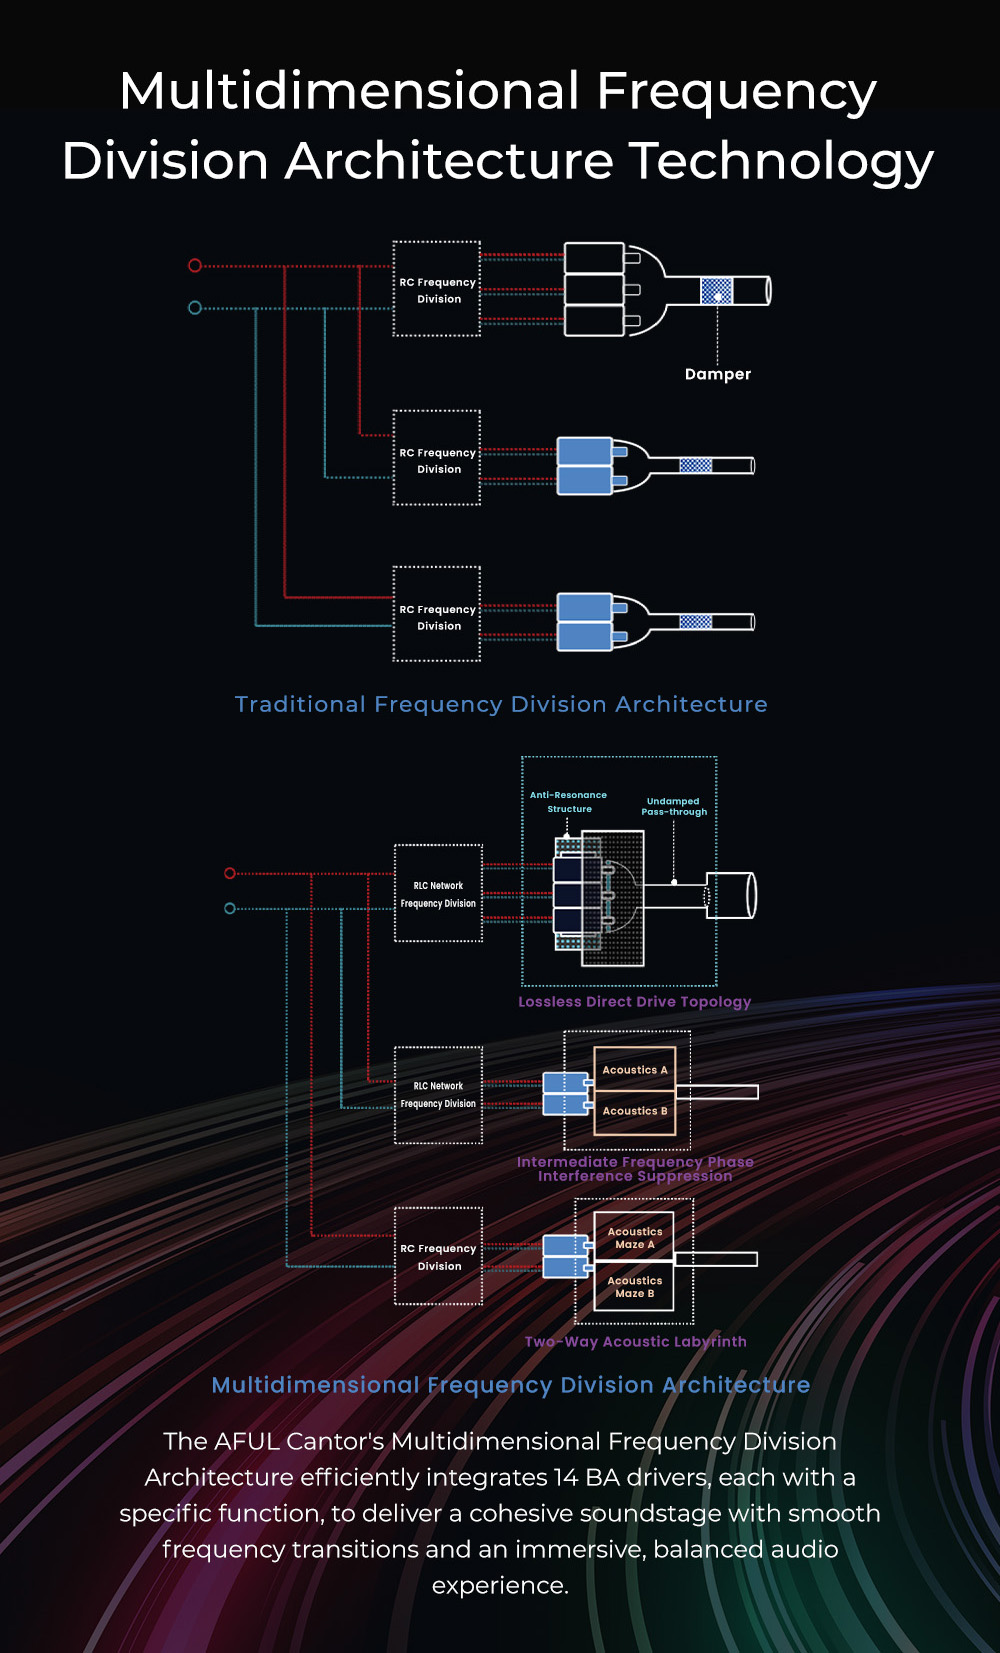 Multidimensional Frequency
Division Architecture Technology
RC Frequency
Division
Damper
RC Frequency
Division
RC Frequency
Division
Traditional Frequency Division Architecture
Anti-Resonance
Structure
Undamped
Pass-through
RLC Network
Frequency Division
Lossless Direct Drive Topology
RLC Network
Frequency Division
Acoustics A
Acoustics B
Intermediate Frequency Phase
Interference Suppression
RC Frequency
Division
Acoustics
Maze A
Acoustics
Maze B
Two-Way Acoustic Labyrinth
Multidimensional Frequency Division Architecture
The AFUL Cantor's Multidimensional Frequency Division
Architecture efficiently integrates 14 BA drivers, each with a
specific function, to deliver a cohesive soundstage with smooth
frequency transitions and an immersive, balanced audio
experience.